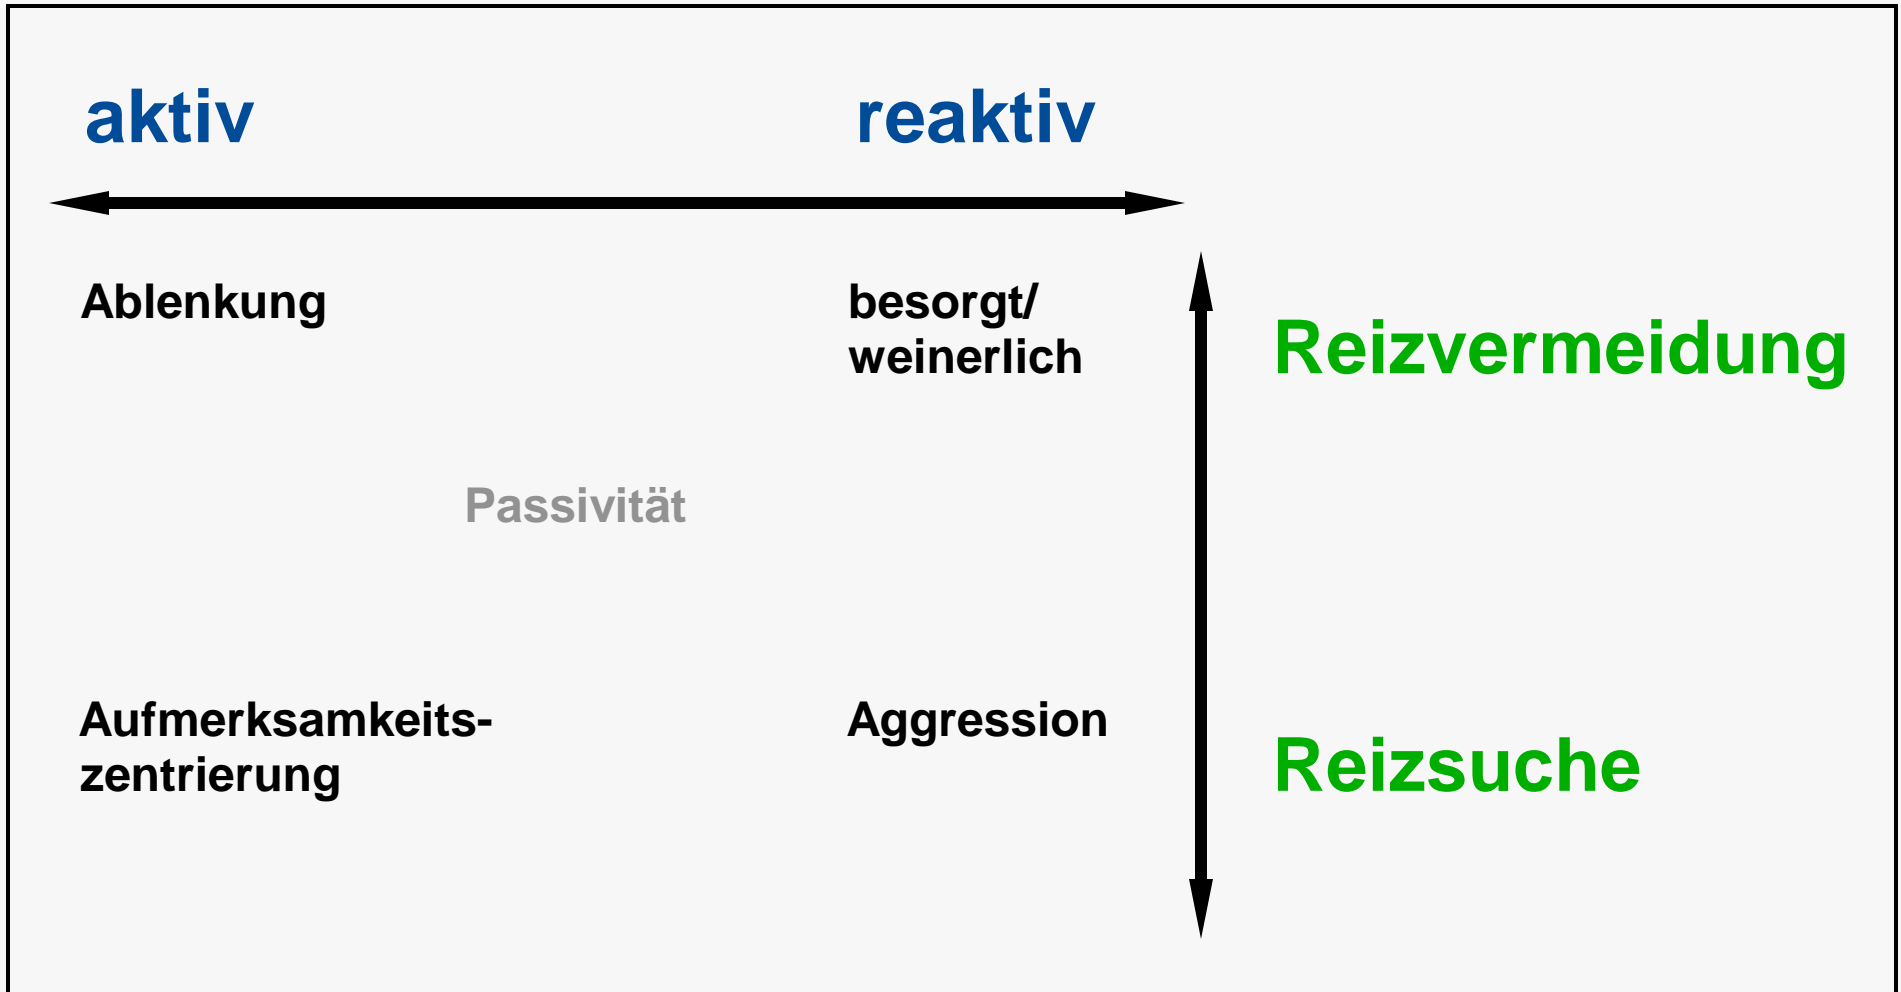 aktiv
reaktiv
Ablenkung
besorgt/
weinerlich
Reizvermeidung
Passivität
Aufmerksamkeits-
zentrierung
Aggression
Reizsuche